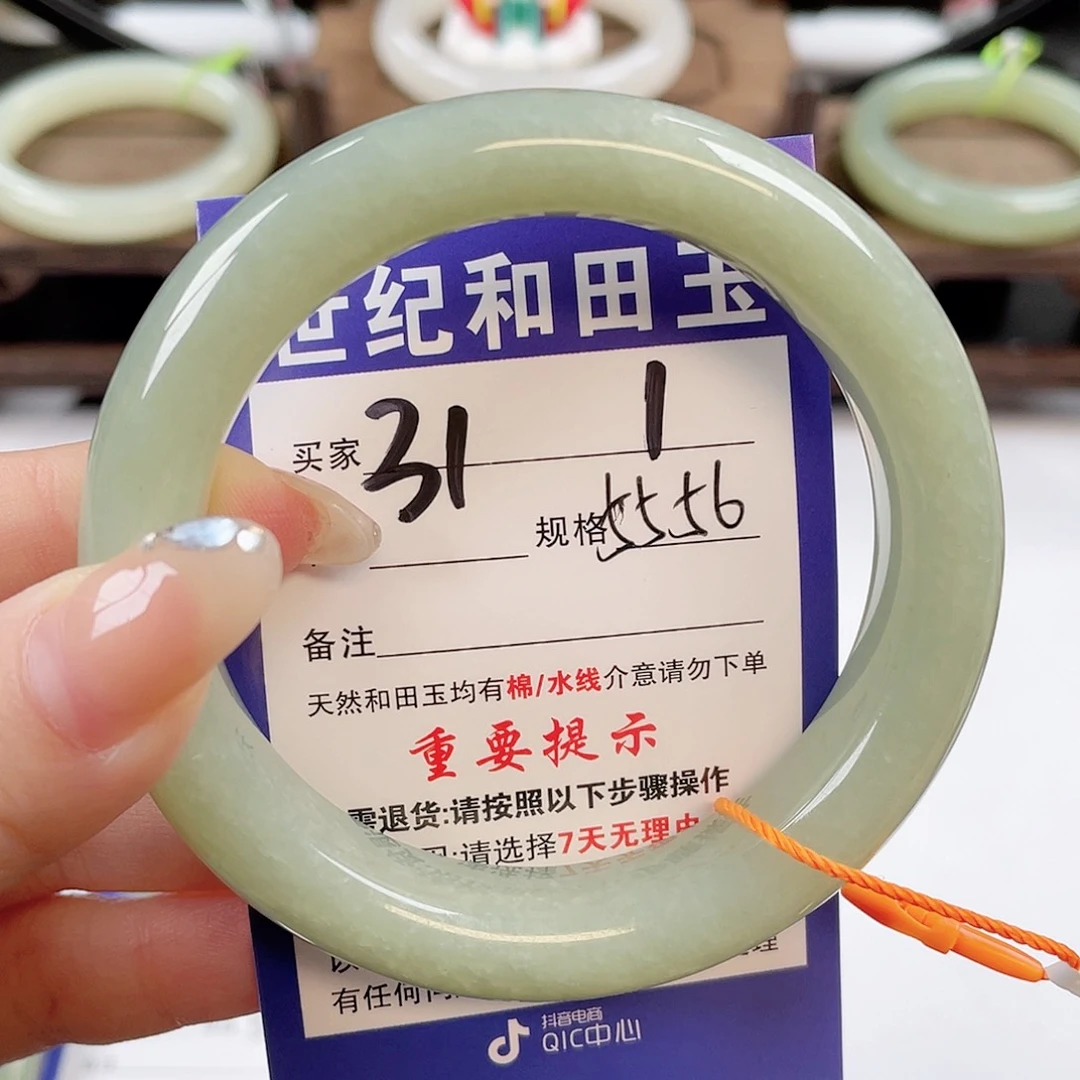 世纪和田玉
买家 31 1
规格 5556
备注
天然和田玉均有棉/水线介意请勿下单
重要提示
需退货:请按照以下步骤操作
:请选择7天无理由
有任何
抖音电商
QIC中心